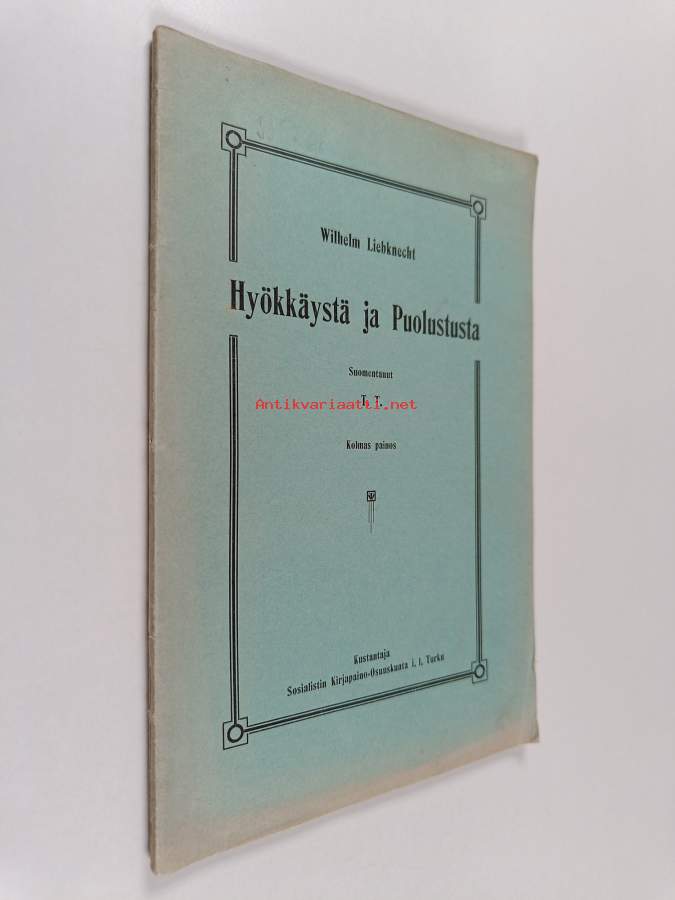 Wilhelm Liebknecht
Hyökkäystä ja Puolustusta
Suomentanut
T. T.
Antikvariaatti.net
Kolmas painos
Kustantaja
Sosialistin Kirjapaino-Osuuskunta i. l. Turku